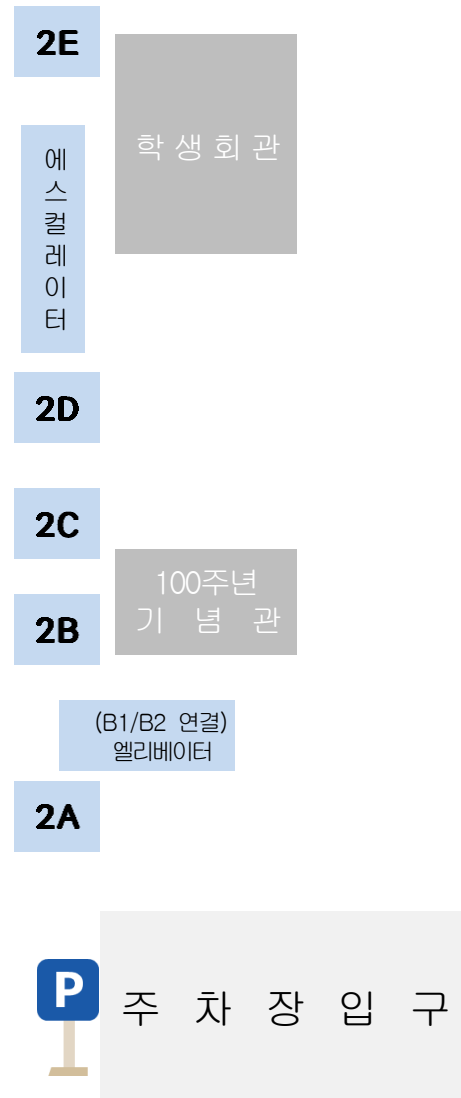 2E
학생회관
에스컬레이터
2D
2C
100주년
기 념 관
2B
(B1/B2 연결)
엘리베이터
2A
P
주 차 장 입 구